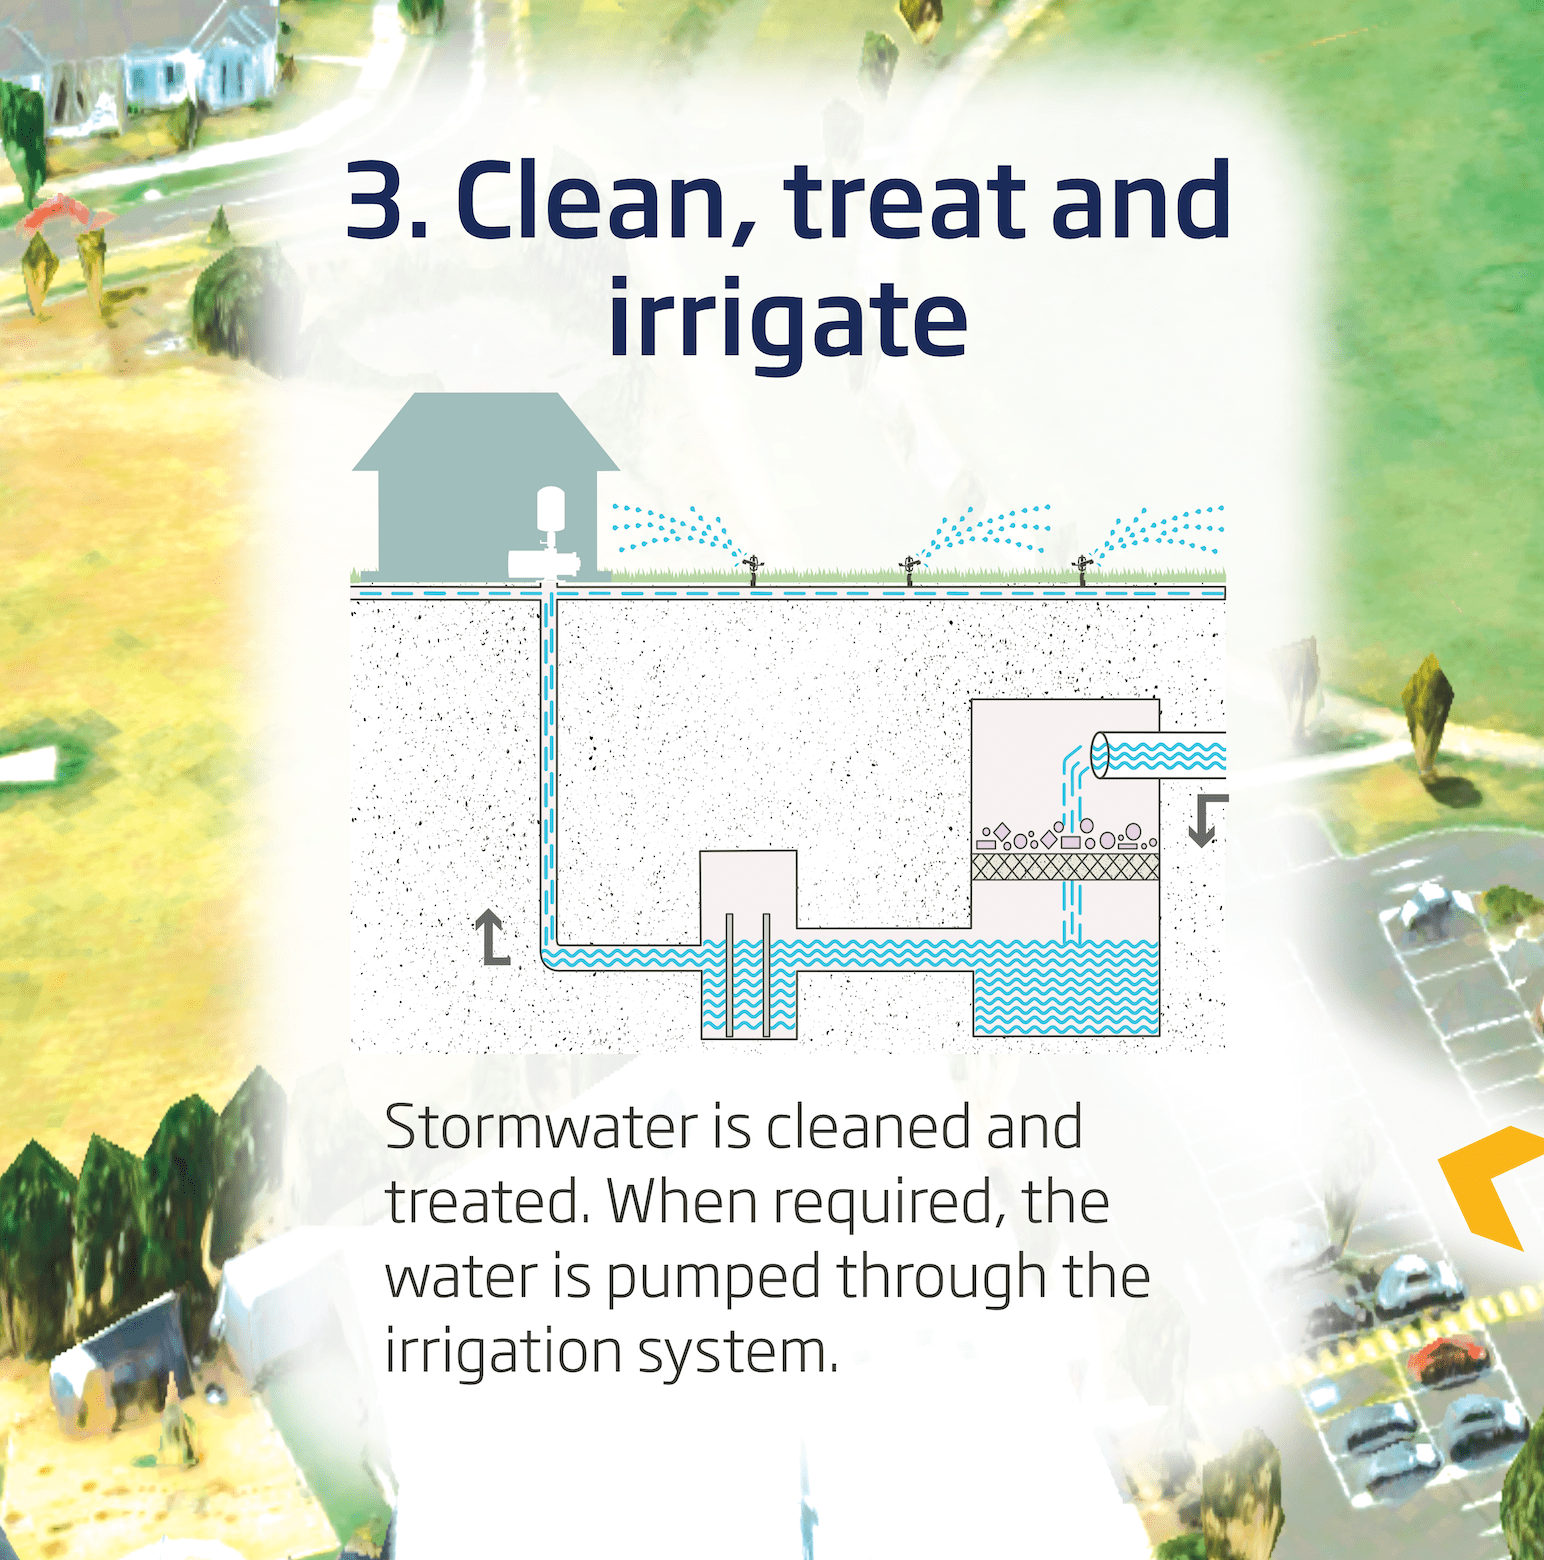 3. Clean, treat and
irrigate
Stormwater is cleaned and
treated. When required, the
water is pumped through the
irrigation system.